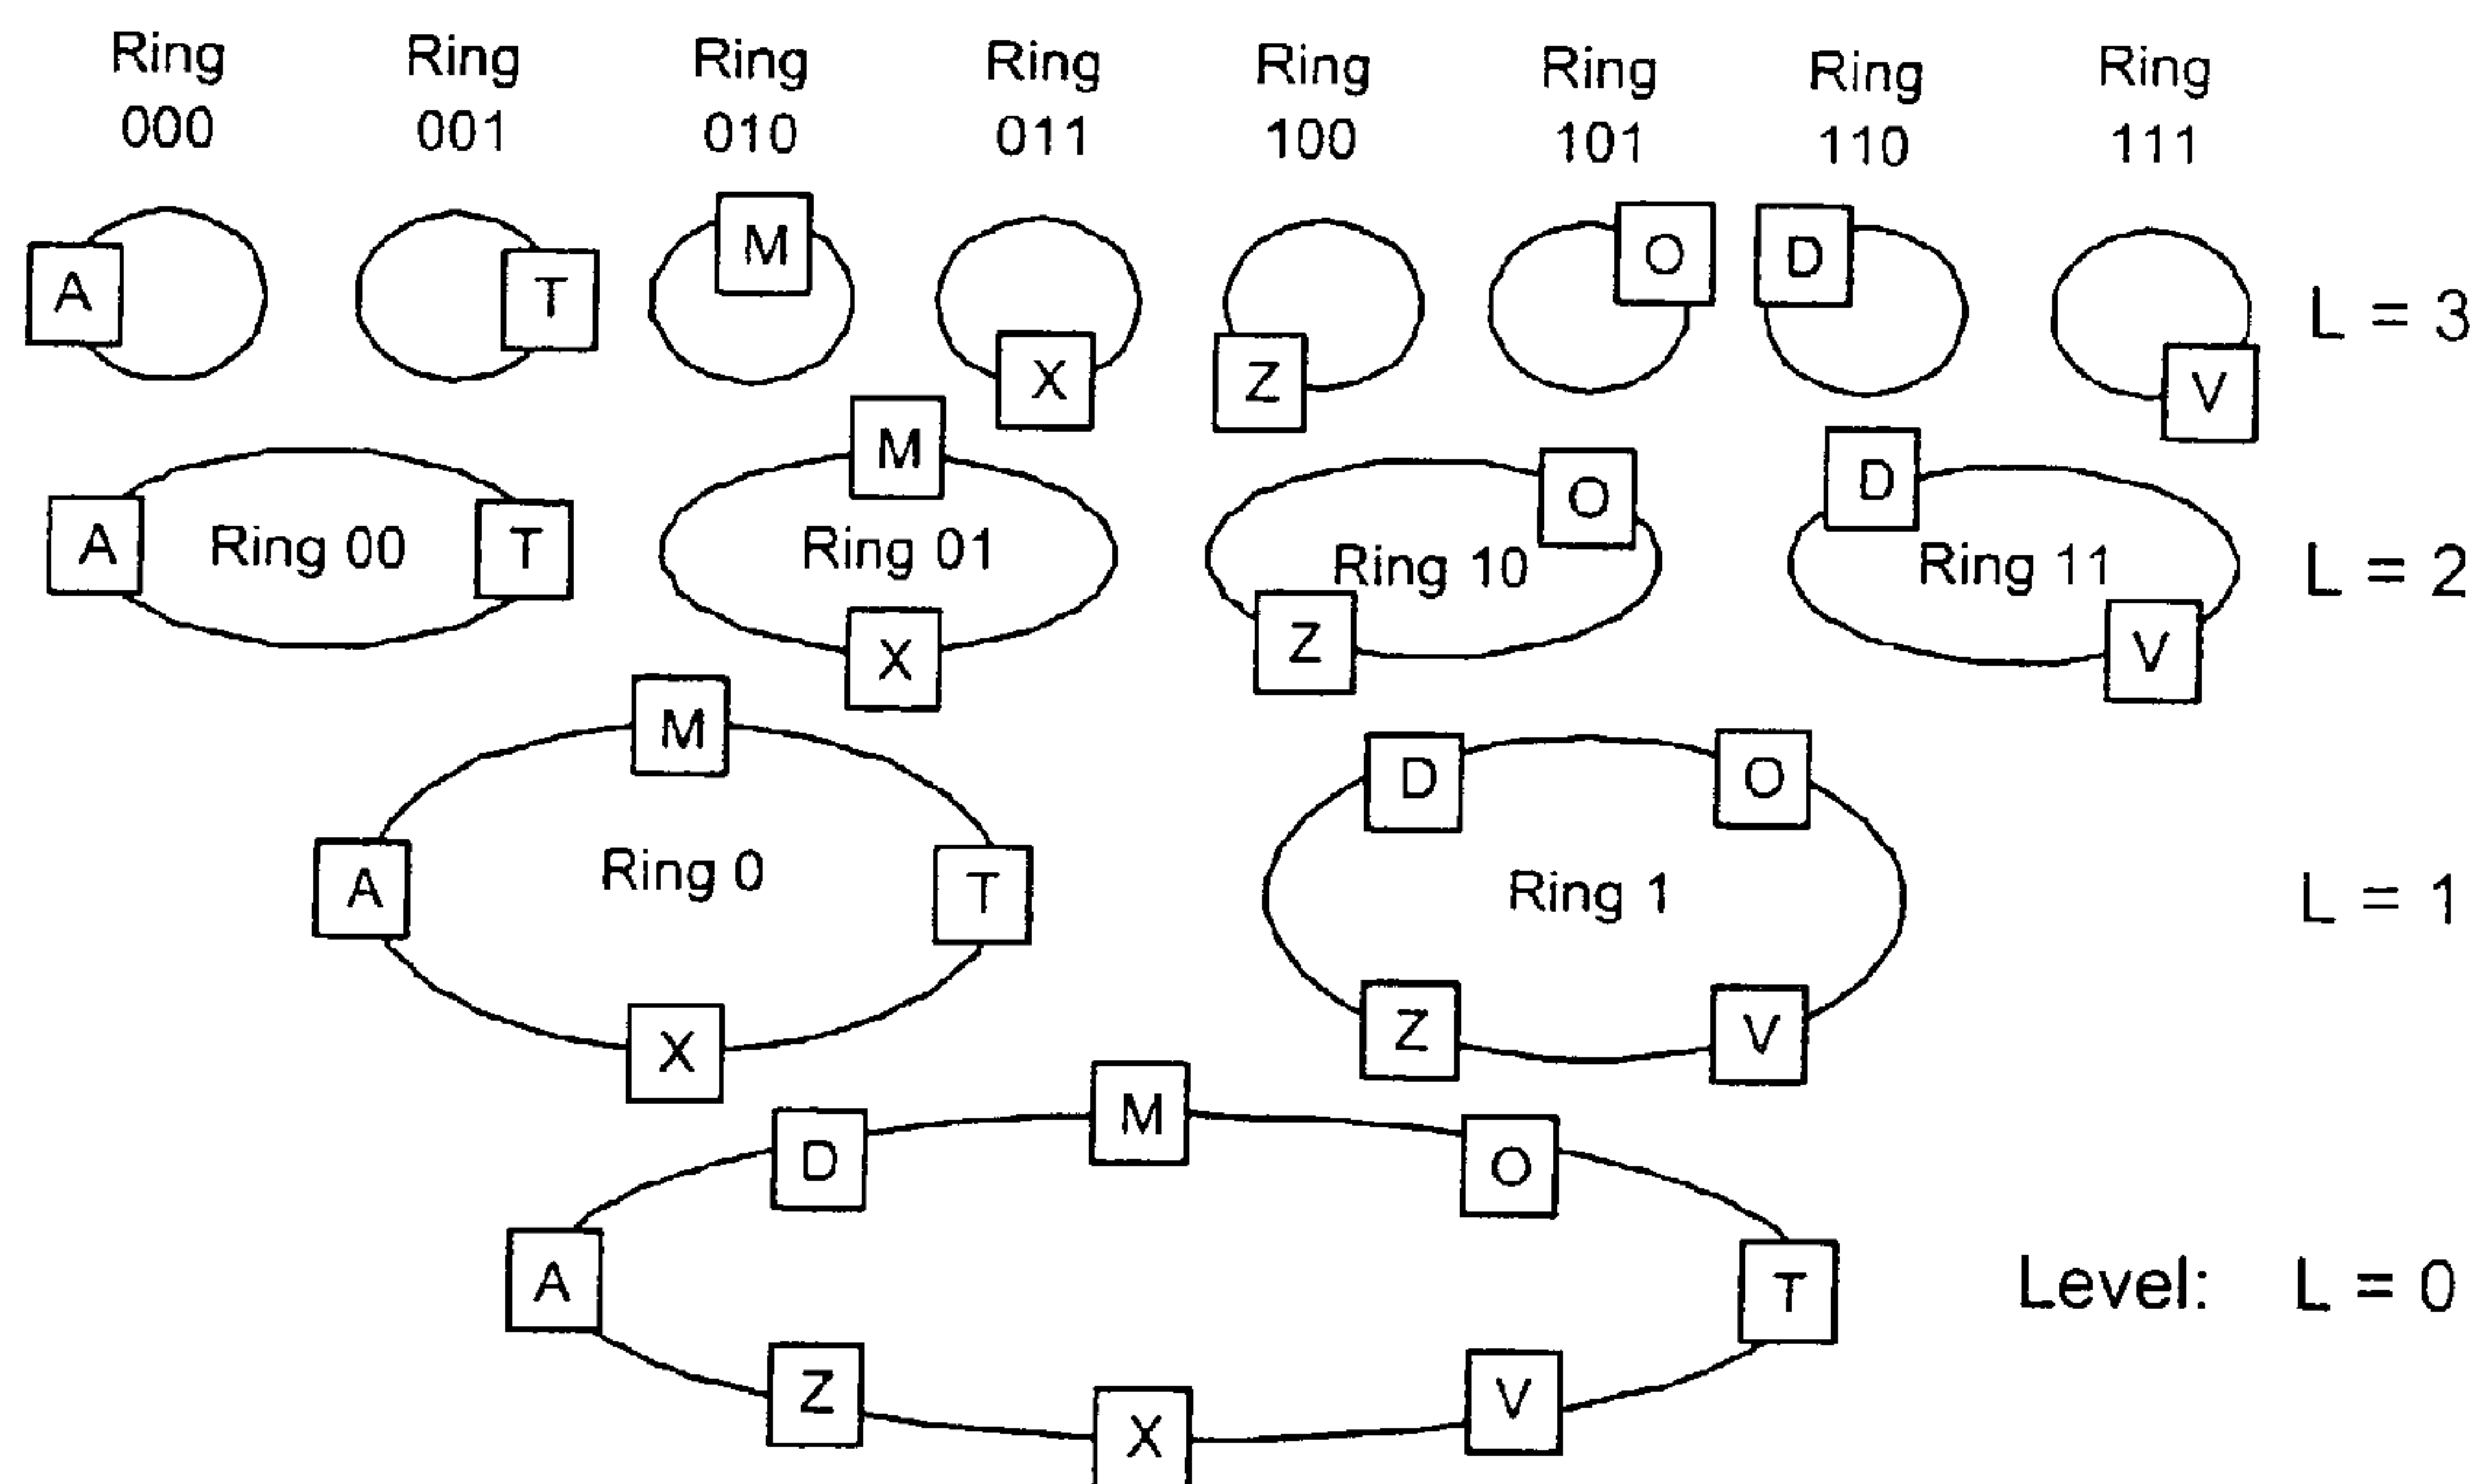 Ring Ring Ring Ring Ring Ring Ring Ring
000 001 010 011 100 101 110 111
A T M X Z O D V L = 3
A Ring 00 T M Ring 01 X O Ring 10 Z D Ring 11 V L = 2
M
A Ring 0 T
X
D O
Ring 1 L = 1
Z V
M
D O
A T Level: L = 0
Z V
X